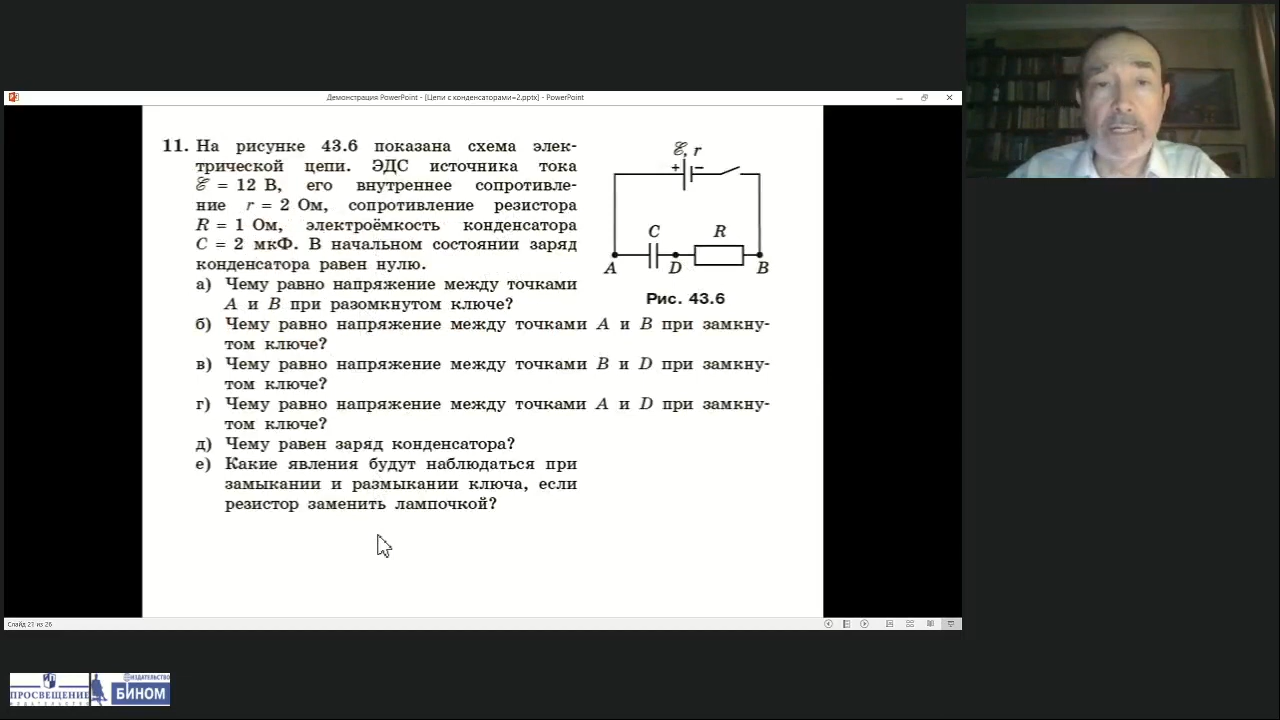 Демонстрация PowerPoint - [Цепи с конденсаторами=2.pptx] - PowerPoint
11. На рисунке 43.6 показана схема элек-
трической цепи. ЭДС источника тока
ℰ = 12 В, его внутреннее сопротивле-
ние r = 2 Ом, сопротивление резистора
R = 1 Ом, электроёмкость конденсатора
C = 2 мкФ. В начальном состоянии заряд
конденсатора равен нулю.
а) Чему равно напряжение между точками
A и B при разомкнутом ключе?
б) Чему равно напряжение между точками A и B при замкну-
том ключе?
в) Чему равно напряжение между точками B и D при замкну-
том ключе?
г) Чему равно напряжение между точками A и D при замкну-
том ключе?
д) Чему равен заряд конденсатора?
е) Какие явления будут наблюдаться при
замыкании и размыкании ключа, если
резистор заменить лампочкой?
ℰ, r
+ −
C R
A D B
Рис. 43.6
Слайд 21 из 26
ПРОСВЕЩЕНИЕ
ИЗДАТЕЛЬСТВО
ИЗДАТЕЛЬСТВО
БИНОМ